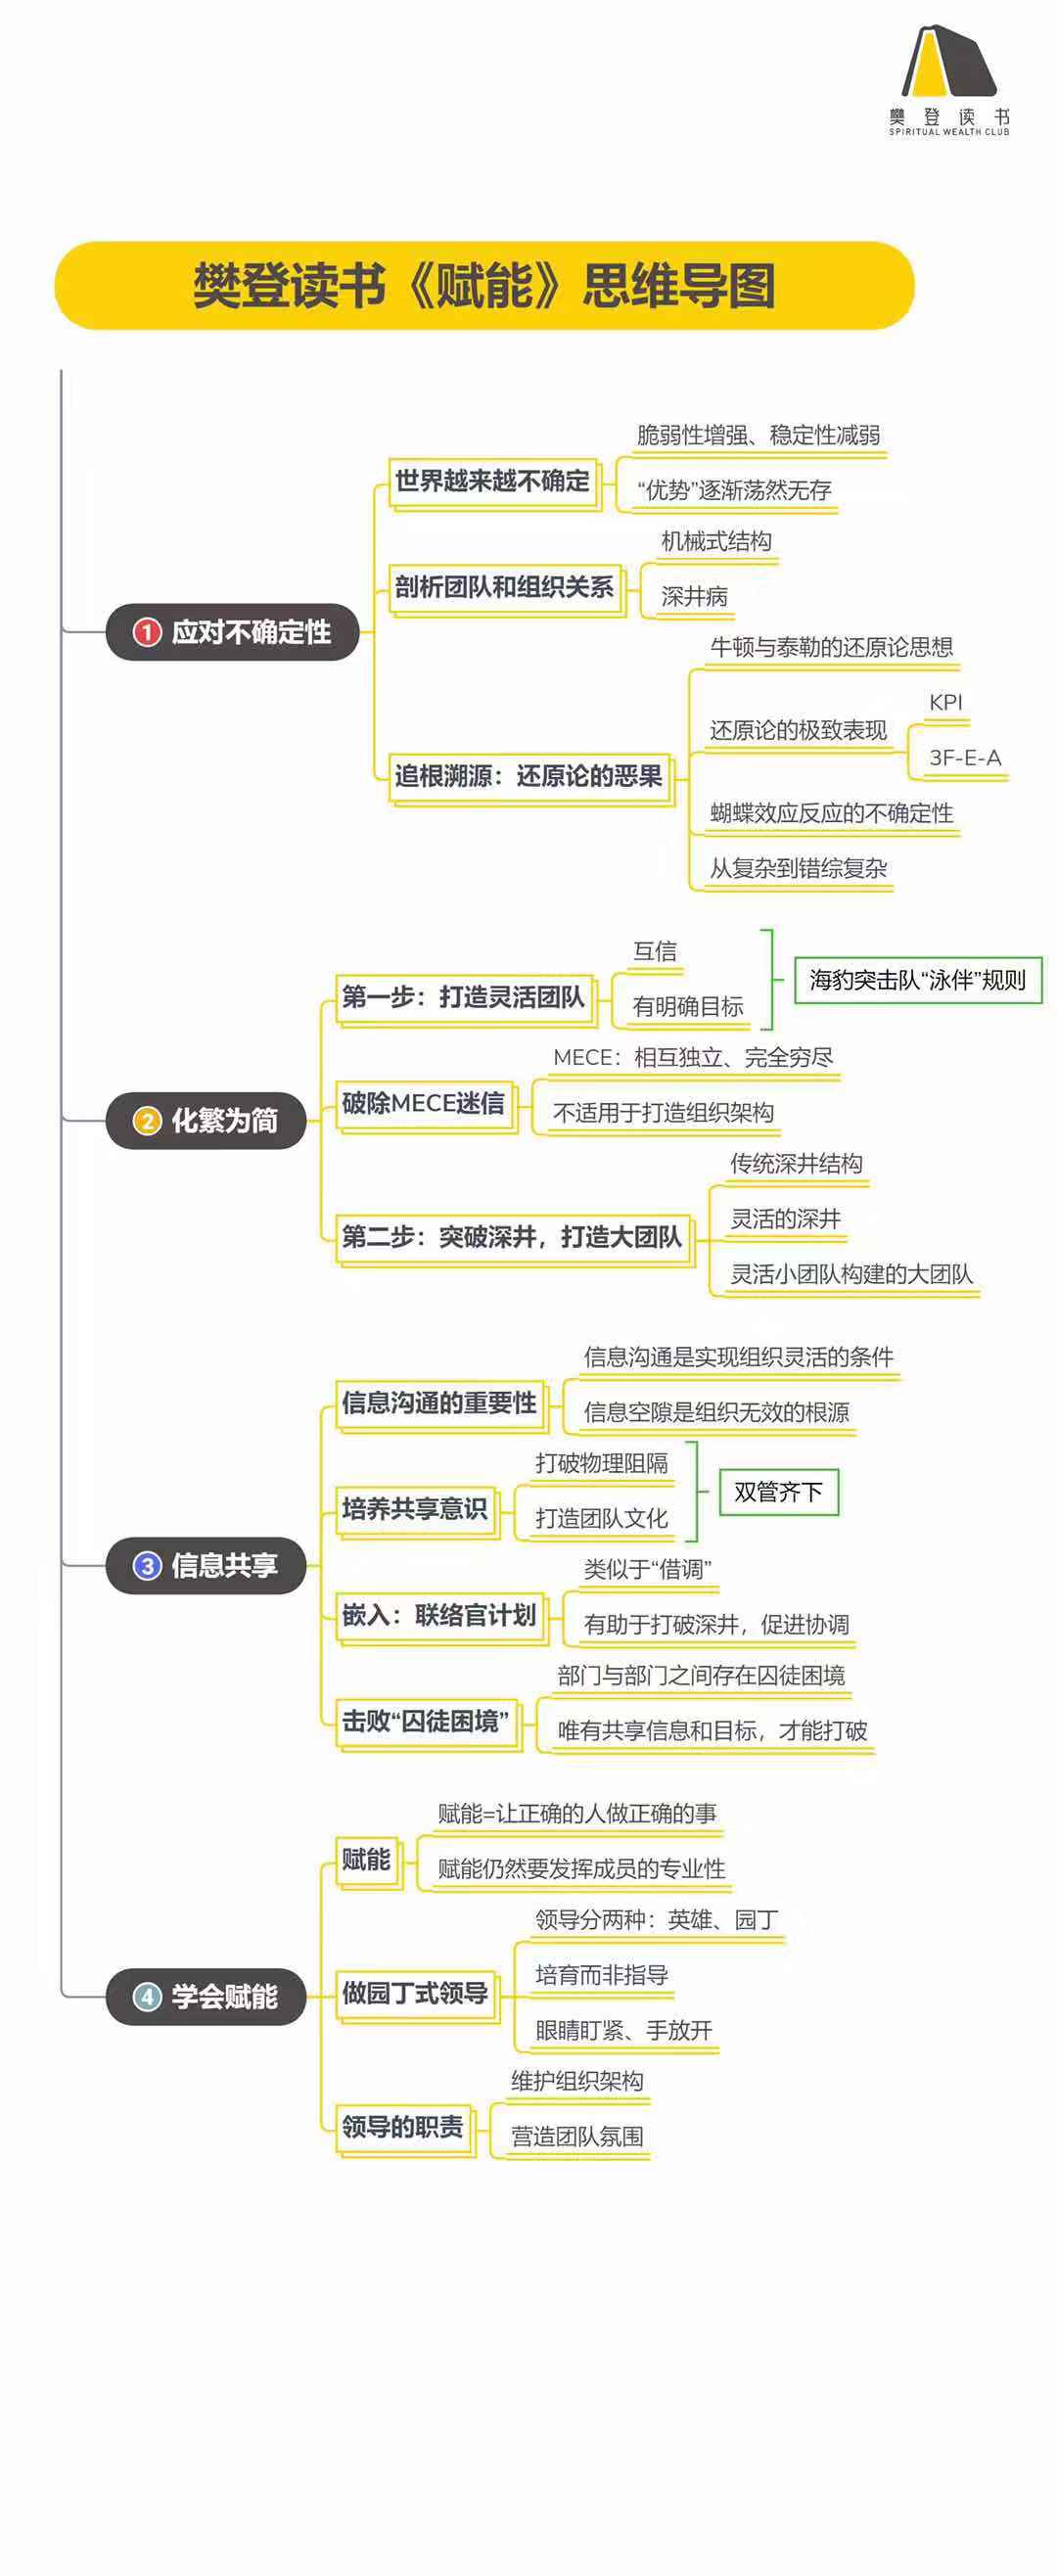 樊登读书
SPIRITUAL WEALTH CLUB
樊登读书《赋能》思维导图
1 应对不确定性
世界越来越不确定
脆弱性增强、稳定性减弱
“优势”逐渐荡然无存
剖析团队和组织关系
机械式结构
深井病
追根溯源：还原论的恶果
牛顿与泰勒的还原论思想
还原论的极致表现
KPI
3F-E-A
蝴蝶效应反应的不确定性
从复杂到错综复杂
2 化繁为简
第一步：打造灵活团队
互信
有明确目标
海豹突击队“泳伴”规则
破除MECE迷信
MECE：相互独立、完全穷尽
不适用于打造组织架构
第二步：突破深井，打造大团队
传统深井结构
灵活的深井
灵活小团队构建的大团队
3 信息共享
信息沟通的重要性
信息沟通是实现组织灵活的条件
信息空隙是组织无效的根源
培养共享意识
打破物理阻隔
打造团队文化
双管齐下
嵌入：联络官计划
类似于“借调”
有助于打破深井，促进协调
击败“囚徒困境”
部门与部门之间存在囚徒困境
唯有共享信息和目标，才能打破
4 学会赋能
赋能
赋能=让正确的人做正确的事
赋能仍然要发挥成员的专业性
做园丁式领导
领导分两种：英雄、园丁
培育而非指导
眼睛盯紧、手放开
领导的职责
维护组织架构
营造团队氛围